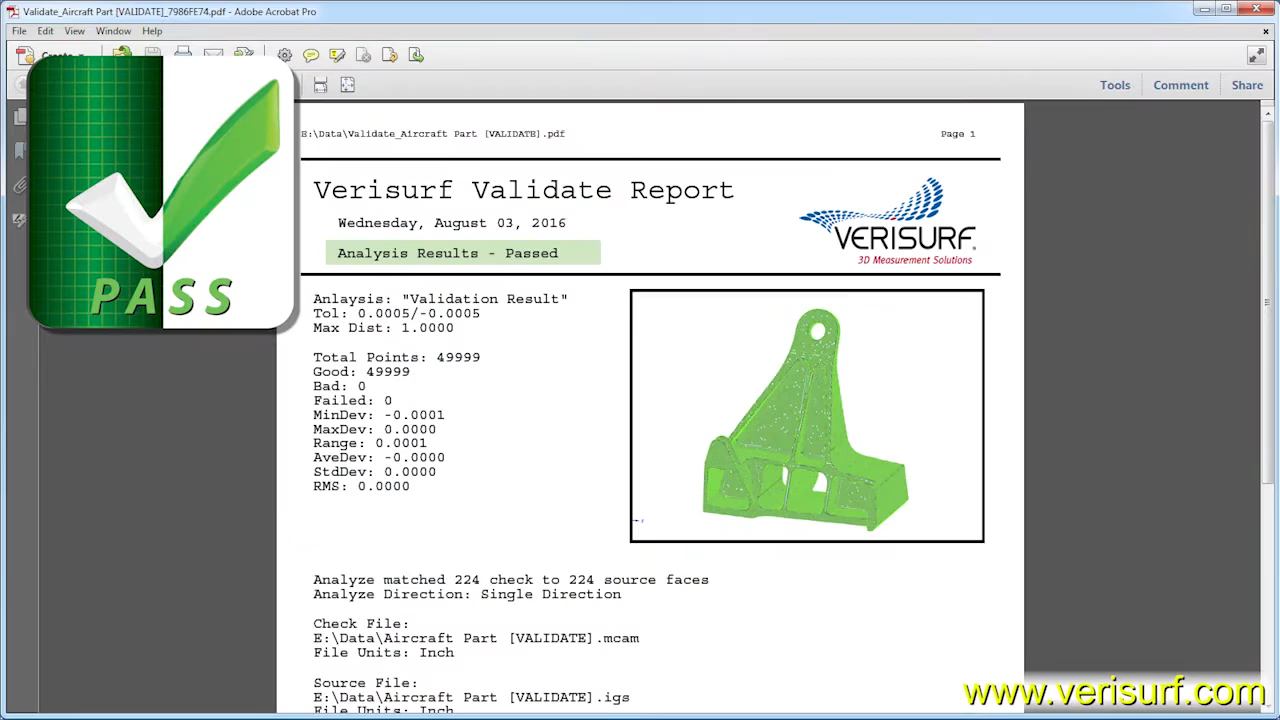 Validate_Aircraft Part [VALIDATE]_7986FE74.pdf - Adobe Acrobat Pro
File Edit View Window Help
Create
Tools Comment Share
PASS
E:\Data\Validate_Aircraft Part [VALIDATE].pdf Page 1
Verisurf Validate Report
Wednesday, August 03, 2016
Analysis Results - Passed
VERISURF®
3D Measurement Solutions
Anlaysis: "Validation Result"
Tol: 0.0005/-0.0005
Max Dist: 1.0000
Total Points: 49999
Good: 49999
Bad: 0
Failed: 0
MinDev: -0.0001
MaxDev: 0.0000
Range: 0.0001
AveDev: -0.0000
StdDev: 0.0000
RMS: 0.0000
Analyze matched 224 check to 224 source faces
Analyze Direction: Single Direction
Check File:
E:\Data\Aircraft Part [VALIDATE].mcam
File Units: Inch
Source File:
E:\Data\Aircraft Part [VALIDATE].igs
File Units: Inch
www.verisurf.com